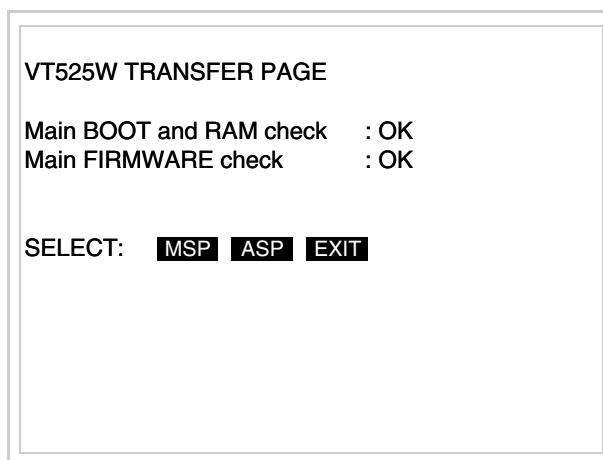 VT525W TRANSFER PAGE
Main BOOT and RAM check : OK
Main FIRMWARE check : OK
SELECT: MSP ASP EXIT